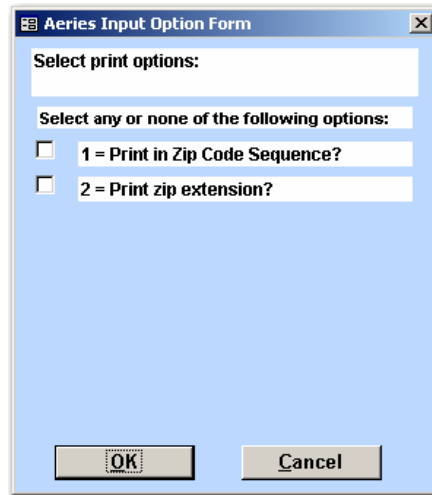 Aeries Input Option Form
Select print options:
Select any or none of the following options:
1 = Print in Zip Code Sequence?
2 = Print zip extension?
OK Cancel